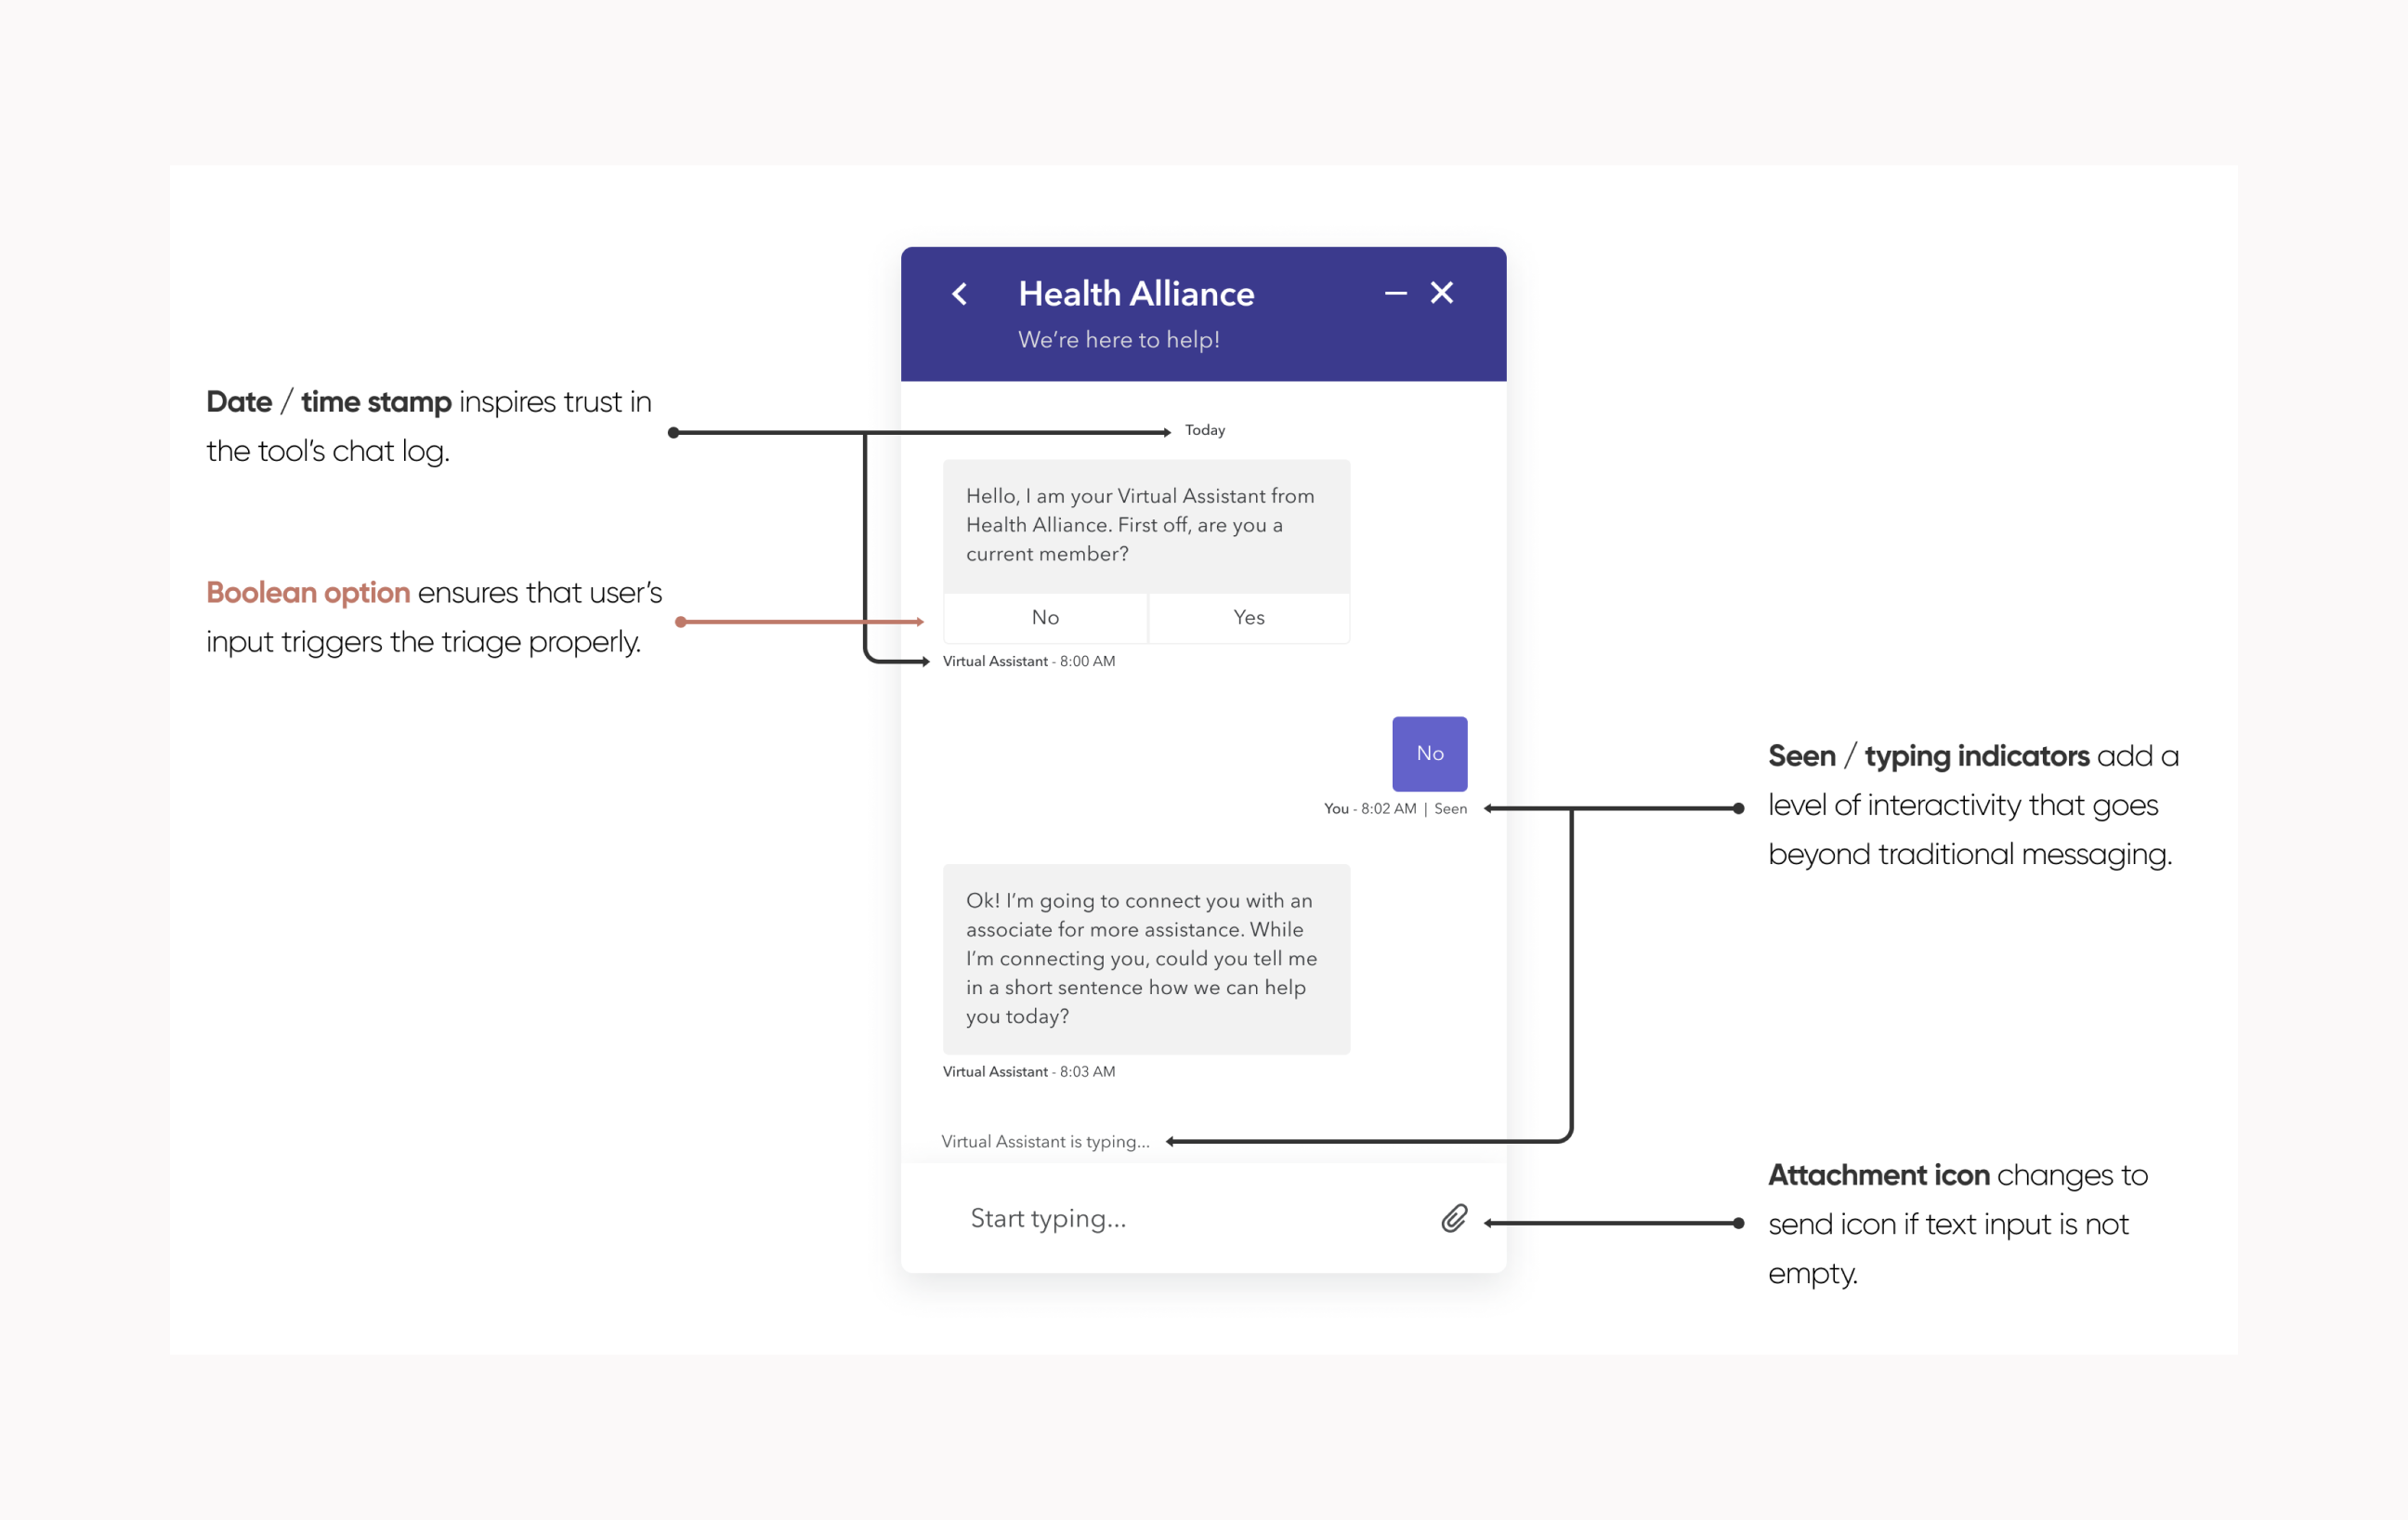 Health Alliance
We’re here to help!
Date / time stamp inspires trust in
the tool’s chat log.
Today
Hello, I am your Virtual Assistant from
Health Alliance. First off, are you a
current member?
Boolean option ensures that user’s
input triggers the triage properly.
No
Yes
Virtual Assistant - 8:00 AM
No
You - 8:02 AM | Seen
Seen / typing indicators add a
level of interactivity that goes
beyond traditional messaging.
Ok! I’m going to connect you with an
associate for more assistance. While
I’m connecting you, could you tell me
in a short sentence how we can help
you today?
Virtual Assistant - 8:03 AM
Virtual Assistant is typing...
Start typing...
Attachment icon changes to
send icon if text input is not
empty.